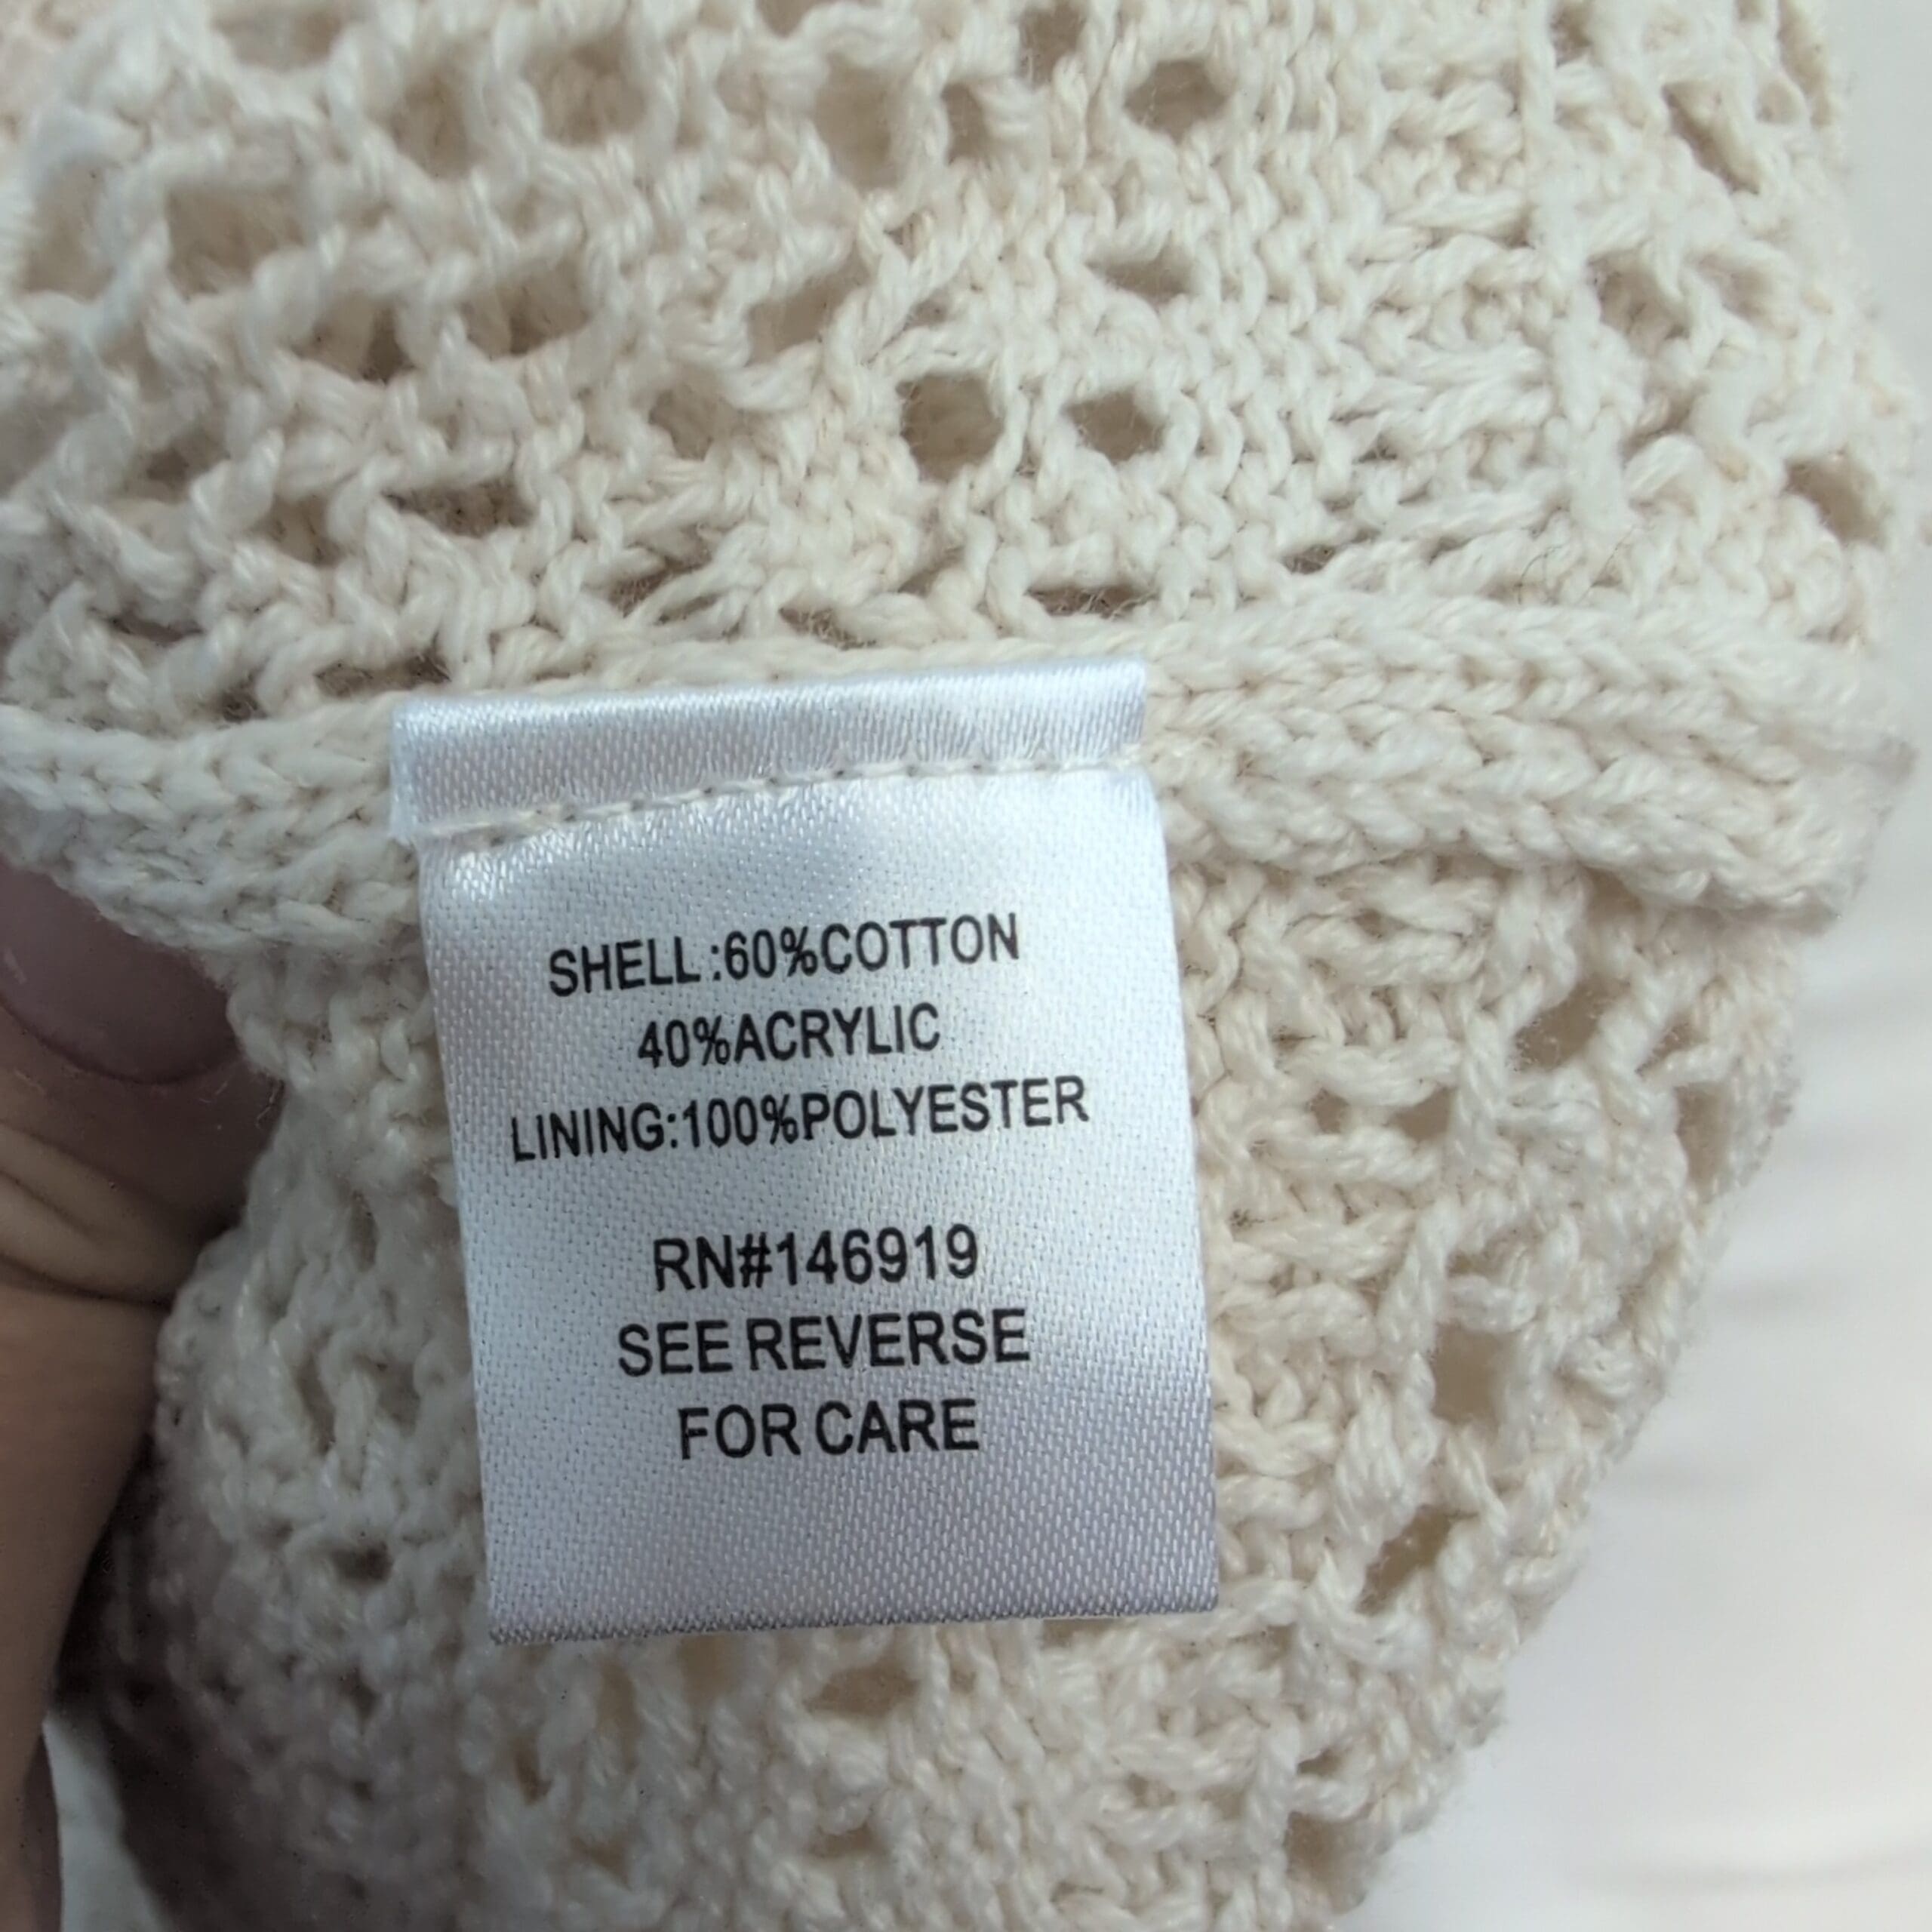 SHELL:60%COTTON
40%ACRYLIC
LINING:100%POLYESTER
RN#146919
SEE REVERSE
FOR CARE